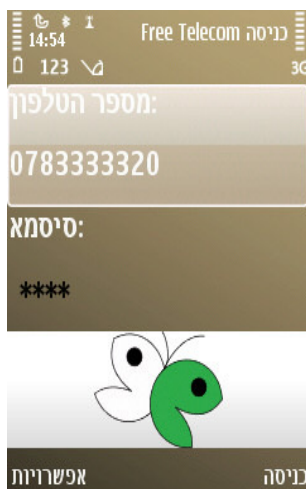 כניסה Free Telecom
14:54
123
3G
מספר הטלפון:
0783333320
סיסמא:
****
אפשרויות
כניסה